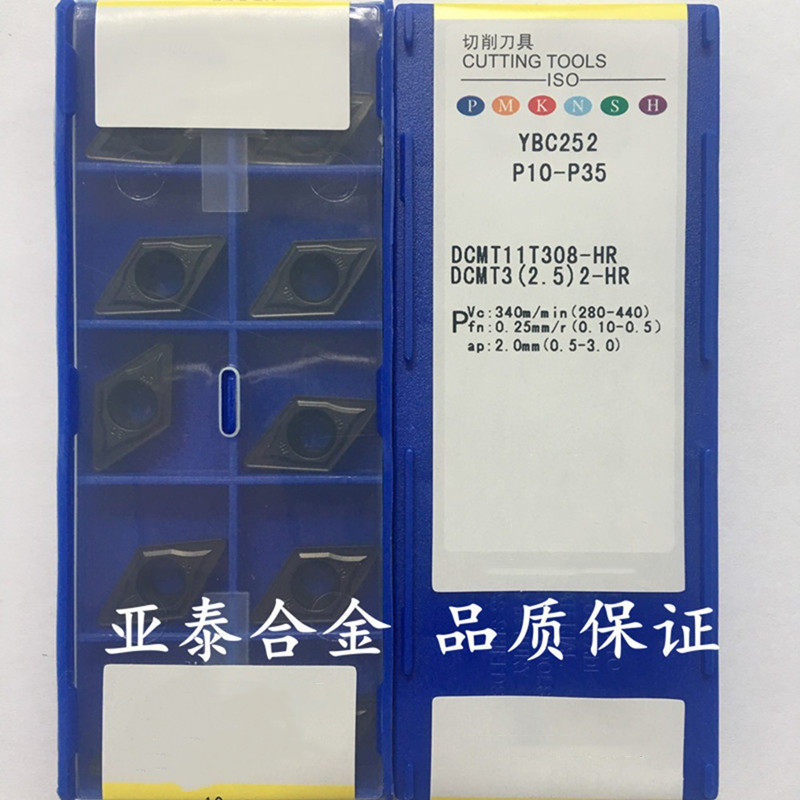 切削刀具
CUTTING TOOLS
ISO
P M K N S H
YBC252
P10-P35
DCMT11T308-HR
DCMT3(2.5)2-HR
P
Vc:340m/min(280-440)
fn:0.25mm/r(0.10-0.5)
ap:2.0mm(0.5-3.0)
亚泰合金 品质保证